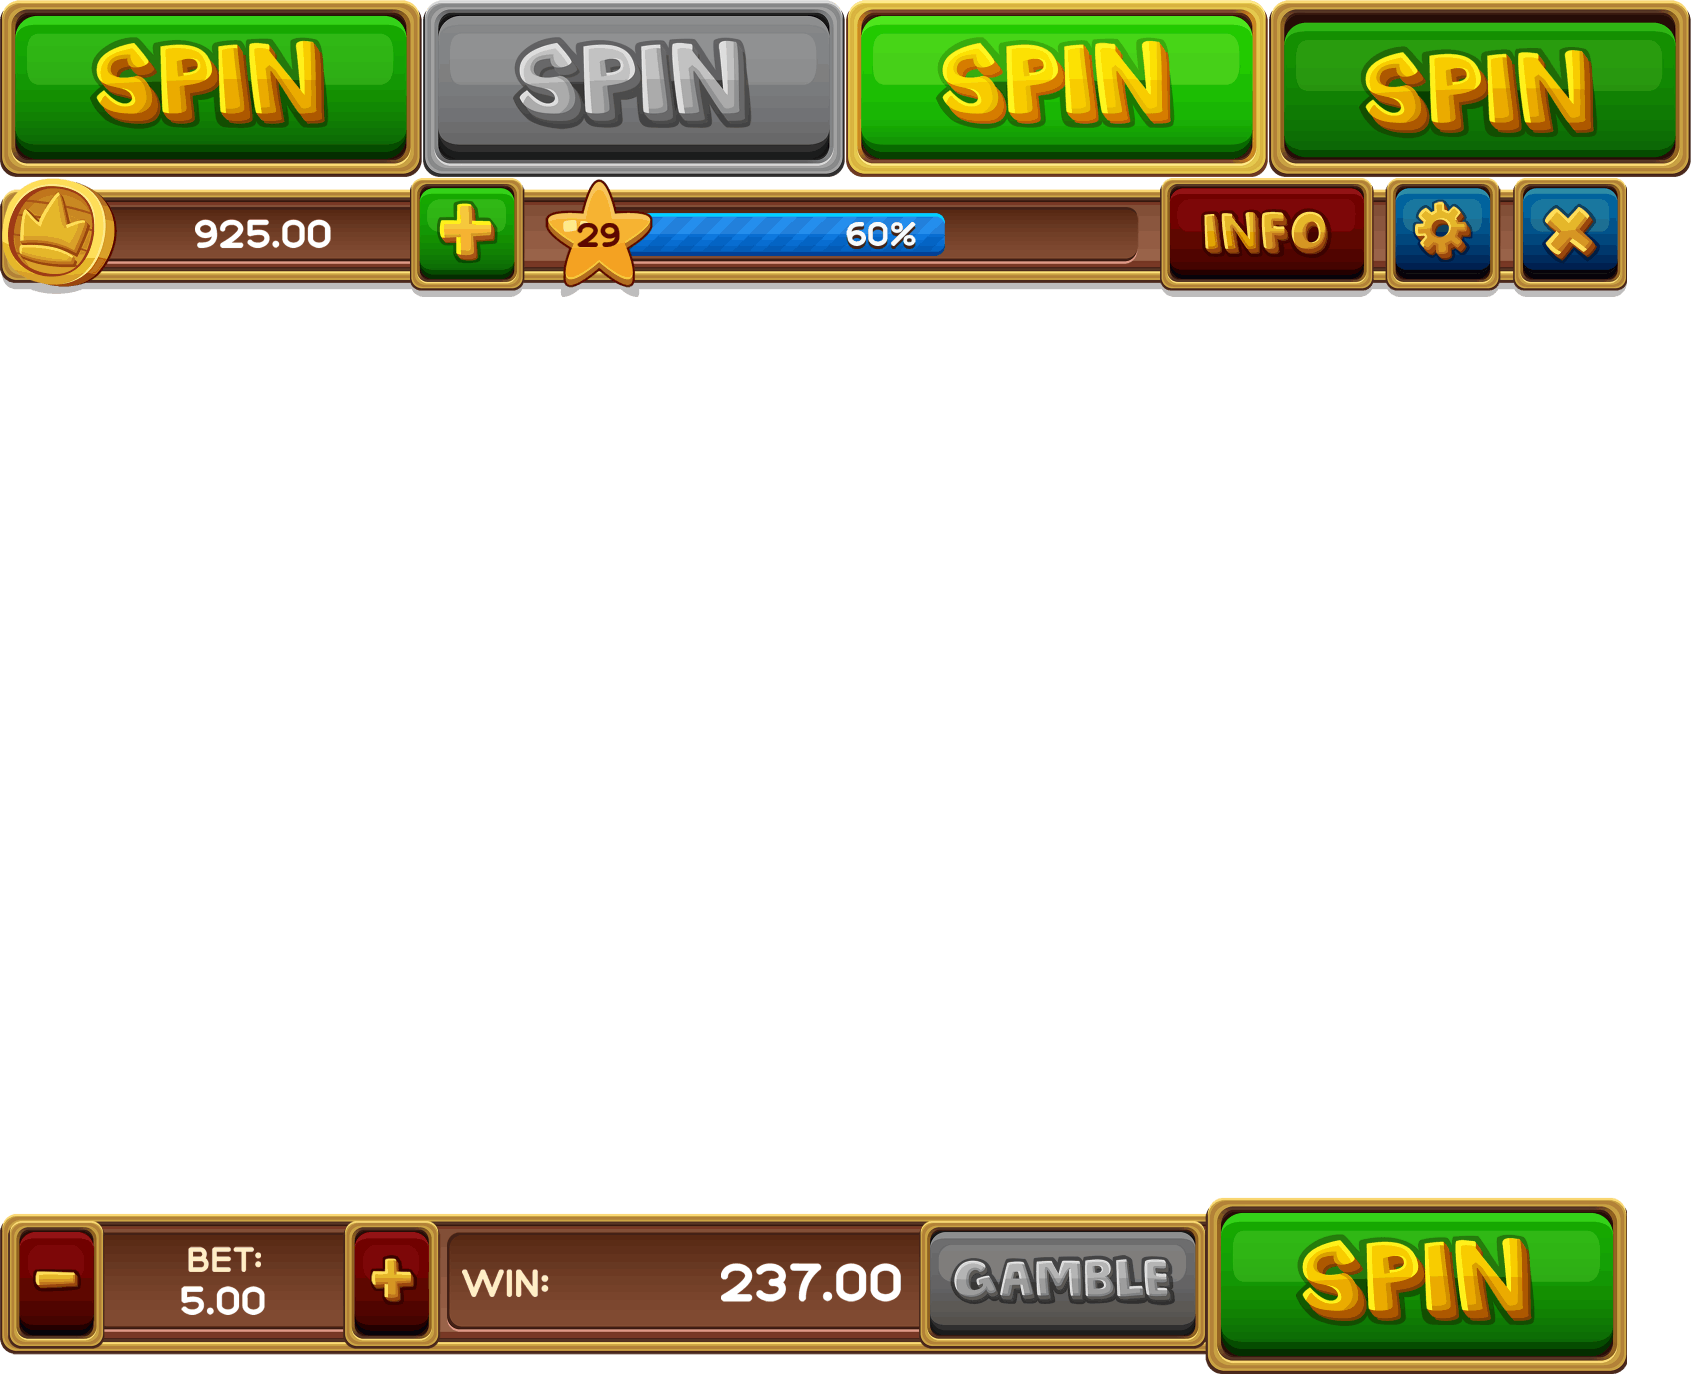 SPIN SPIN SPIN SPIN
925.00 29 60% INFO
BET:
5.00
WIN: 237.00 GAMBLE SPIN